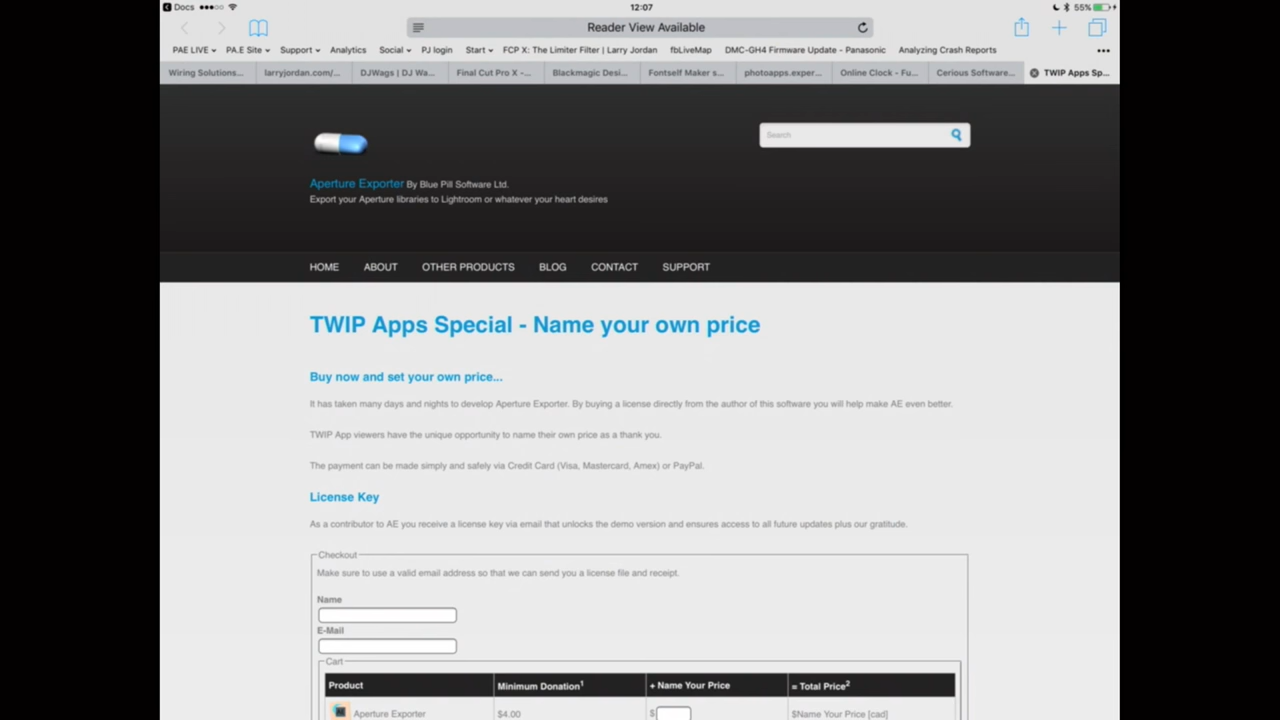 Docs
12:07
55%
Reader View Available
PAE LIVE PA.E Site Support Analytics Social PJ login Start FCP X: The Limiter Filter | Larry Jordan fbLiveMap DMC-GH4 Firmware Update - Panasonic Analyzing Crash Reports
Wiring Solutions... larryjordan.com/... DJWags | DJ Wa... Final Cut Pro X -... Blackmagic Desi... Fontself Maker s... photoapps.exper... Online Clock - Fu... Cerious Software... TWIP Apps Sp...
Search
Aperture Exporter By Blue Pill Software Ltd.
Export your Aperture libraries to Lightroom or whatever your heart desires
HOME ABOUT OTHER PRODUCTS BLOG CONTACT SUPPORT
TWIP Apps Special - Name your own price
Buy now and set your own price...
It has taken many days and nights to develop Aperture Exporter. By buying a license directly from the author of this software you will help make AE even better.
TWIP App viewers have the unique opportunity to name their own price as a thank you.
The payment can be made simply and safely via Credit Card (Visa, Mastercard, Amex) or PayPal.
License Key
As a contributor to AE you receive a license key via email that unlocks the demo version and ensures access to all future updates plus our gratitude.
Checkout
Make sure to use a valid email address so that we can send you a license file and receipt.
Name
E-Mail
Cart
Product Minimum Donation1 + Name Your Price = Total Price2
Aperture Exporter $4.00 $ $Name Your Price [cad]